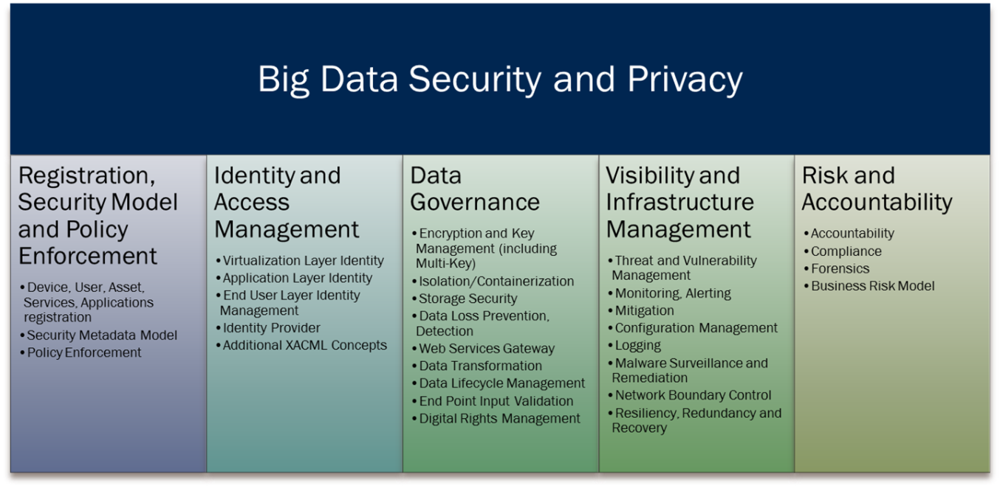 Big Data Security and Privacy
Registration,
Security Model
and Policy
Enforcement
•Device, User, Asset,
Services, Applications
registration
•Security Metadata Model
•Policy Enforcement
Identity and
Access
Management
•Virtualization Layer Identity
•Application Layer Identity
•End User Layer Identity
Management
•Identity Provider
•Additional XACML Concepts
Data
Governance
•Encryption and Key
Management (including
Multi-Key)
•Isolation/Containerization
•Storage Security
•Data Loss Prevention,
Detection
•Web Services Gateway
•Data Transformation
•Data Lifecycle Management
•End Point Input Validation
•Digital Rights Management
Visibility and
Infrastructure
Management
•Threat and Vulnerability
Management
•Monitoring, Alerting
•Mitigation
•Configuration Management
•Logging
•Malware Surveillance and
Remediation
•Network Boundary Control
•Resiliency, Redundancy and
Recovery
Risk and
Accountability
•Accountability
•Compliance
•Forensics
•Business Risk Model